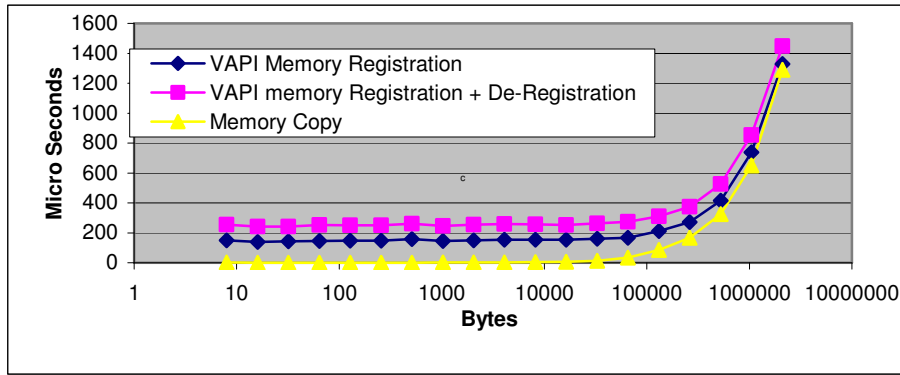 1600
1400
1200
1000
800
600
400
200
0
Micro Seconds
VAPI Memory Registration
VAPI memory Registration + De-Registration
Memory Copy
c
1 10 100 1000 10000 100000 1000000 10000000
Bytes